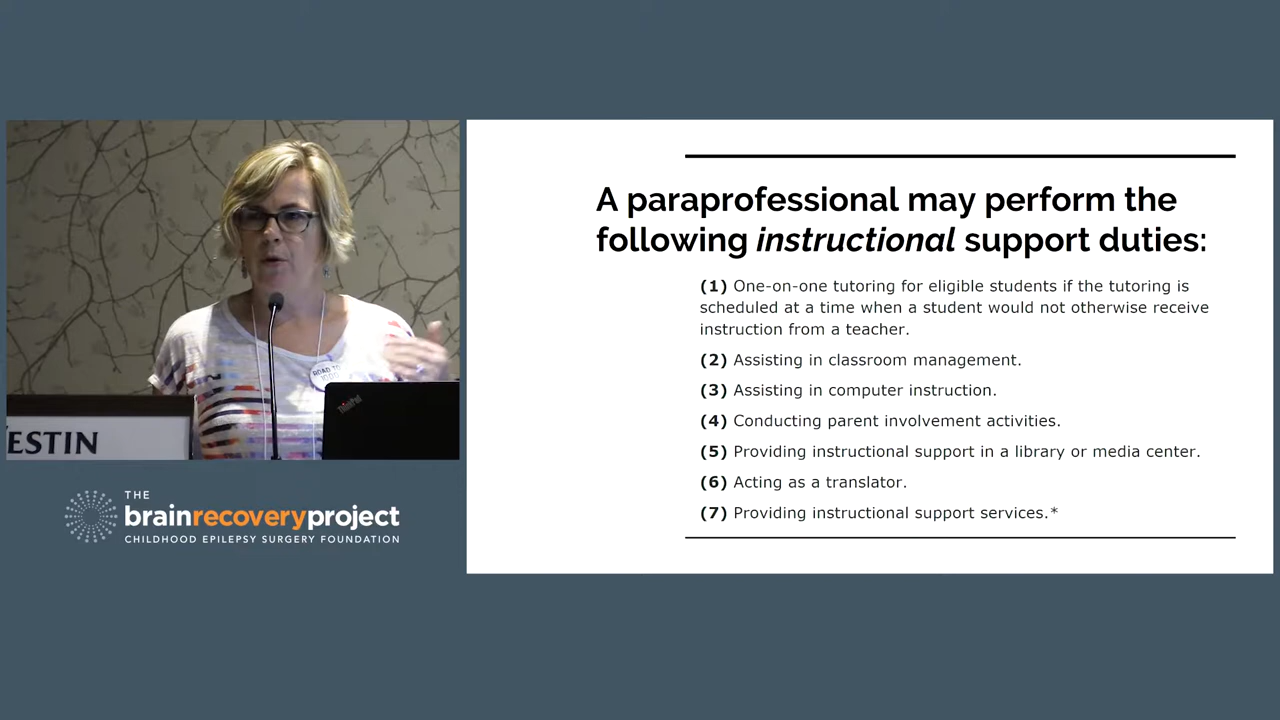 A paraprofessional may perform the
following instructional support duties:
(1) One-on-one tutoring for eligible students if the tutoring is
scheduled at a time when a student would not otherwise receive
instruction from a teacher.
(2) Assisting in classroom management.
(3) Assisting in computer instruction.
(4) Conducting parent involvement activities.
(5) Providing instructional support in a library or media center.
(6) Acting as a translator.
(7) Providing instructional support services.*
ROAD TO
ThinkPad
ESTIN
THE
brainrecoveryproject
CHILDHOOD EPILEPSY SURGERY FOUNDATION